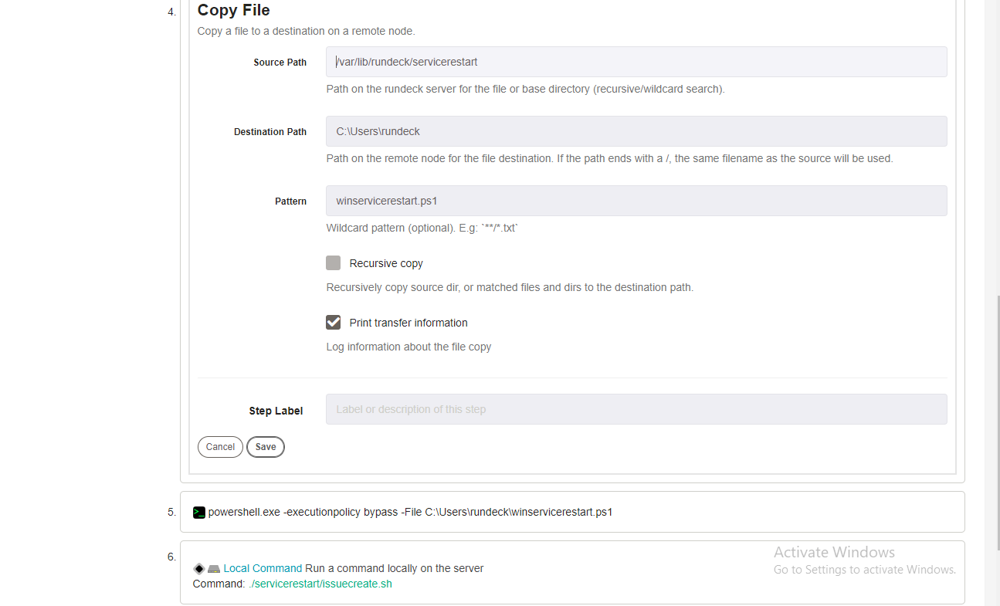 4.
Copy File
Copy a file to a destination on a remote node.
Source Path
/var/lib/rundeck/servicerestart
Path on the rundeck server for the file or base directory (recursive/wildcard search).
Destination Path
C:\Users\rundeck
Path on the remote node for the file destination. If the path ends with a /, the same filename as the source will be used.
Pattern
winservicerestart.ps1
Wildcard pattern (optional). E.g: `**/*.txt`
Recursive copy
Recursively copy source dir, or matched files and dirs to the destination path.
Print transfer information
Log information about the file copy
Step Label
Label or description of this step
Cancel
Save
5.
>_ powershell.exe -executionpolicy bypass -File C:\Users\rundeck\winservicerestart.ps1
6.
Local Command Run a command locally on the server
Command: ./servicerestart/issuecreate.sh
Activate Windows
Go to Settings to activate Windows.